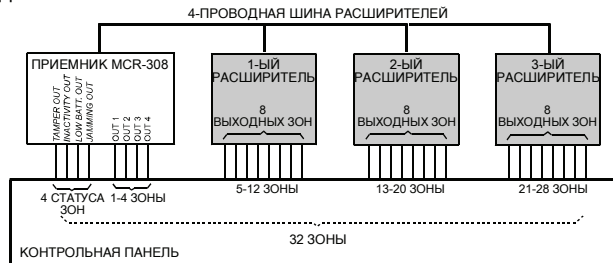 4-ПРОВОДНАЯ ШИНА РАСШИРИТЕЛЕЙ
ПРИЕМНИК MCR-308
TAMPER OUT
INACTIVITY OUT
LOW BATT. OUT
JAMMING OUT
OUT 1
OUT 2
OUT 3
OUT 4
1-ЫЙ
РАСШИРИТЕЛЬ
8
ВЫХОДНЫХ ЗОН
2-ЫЙ
РАСШИРИТЕЛЬ
8
ВЫХОДНЫХ ЗОН
3-ЫЙ
РАСШИРИТЕЛЬ
8
ВЫХОДНЫХ ЗОН
4 СТАТУСА
ЗОН
1-4 ЗОНЫ
5-12 ЗОНЫ
13-20 ЗОНЫ
21-28 ЗОНЫ
32 ЗОНЫ
КОНТРОЛЬНАЯ ПАНЕЛЬ